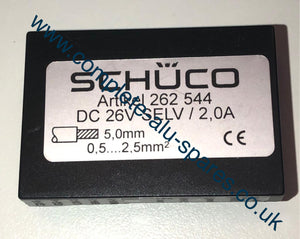 SCHÜCO
Artikel 262 544
DC 26V SELV / 2,0A
5,0mm
0,5....2,5mm²
CE
www.complete-alu-spares.co.uk